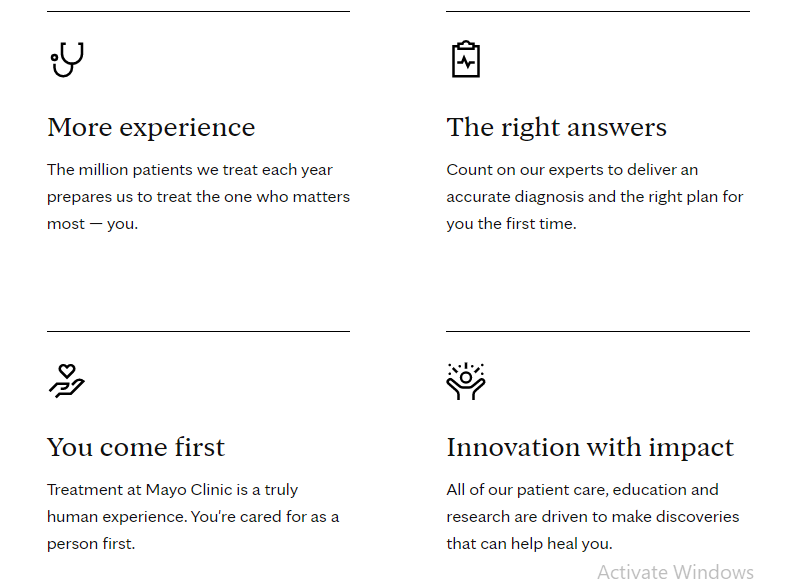 More experience
The million patients we treat each year
prepares us to treat the one who matters
most — you.
The right answers
Count on our experts to deliver an
accurate diagnosis and the right plan for
you the first time.
You come first
Treatment at Mayo Clinic is a truly
human experience. You're cared for as a
person first.
Innovation with impact
All of our patient care, education and
research are driven to make discoveries
that can help heal you.
Activate Windows